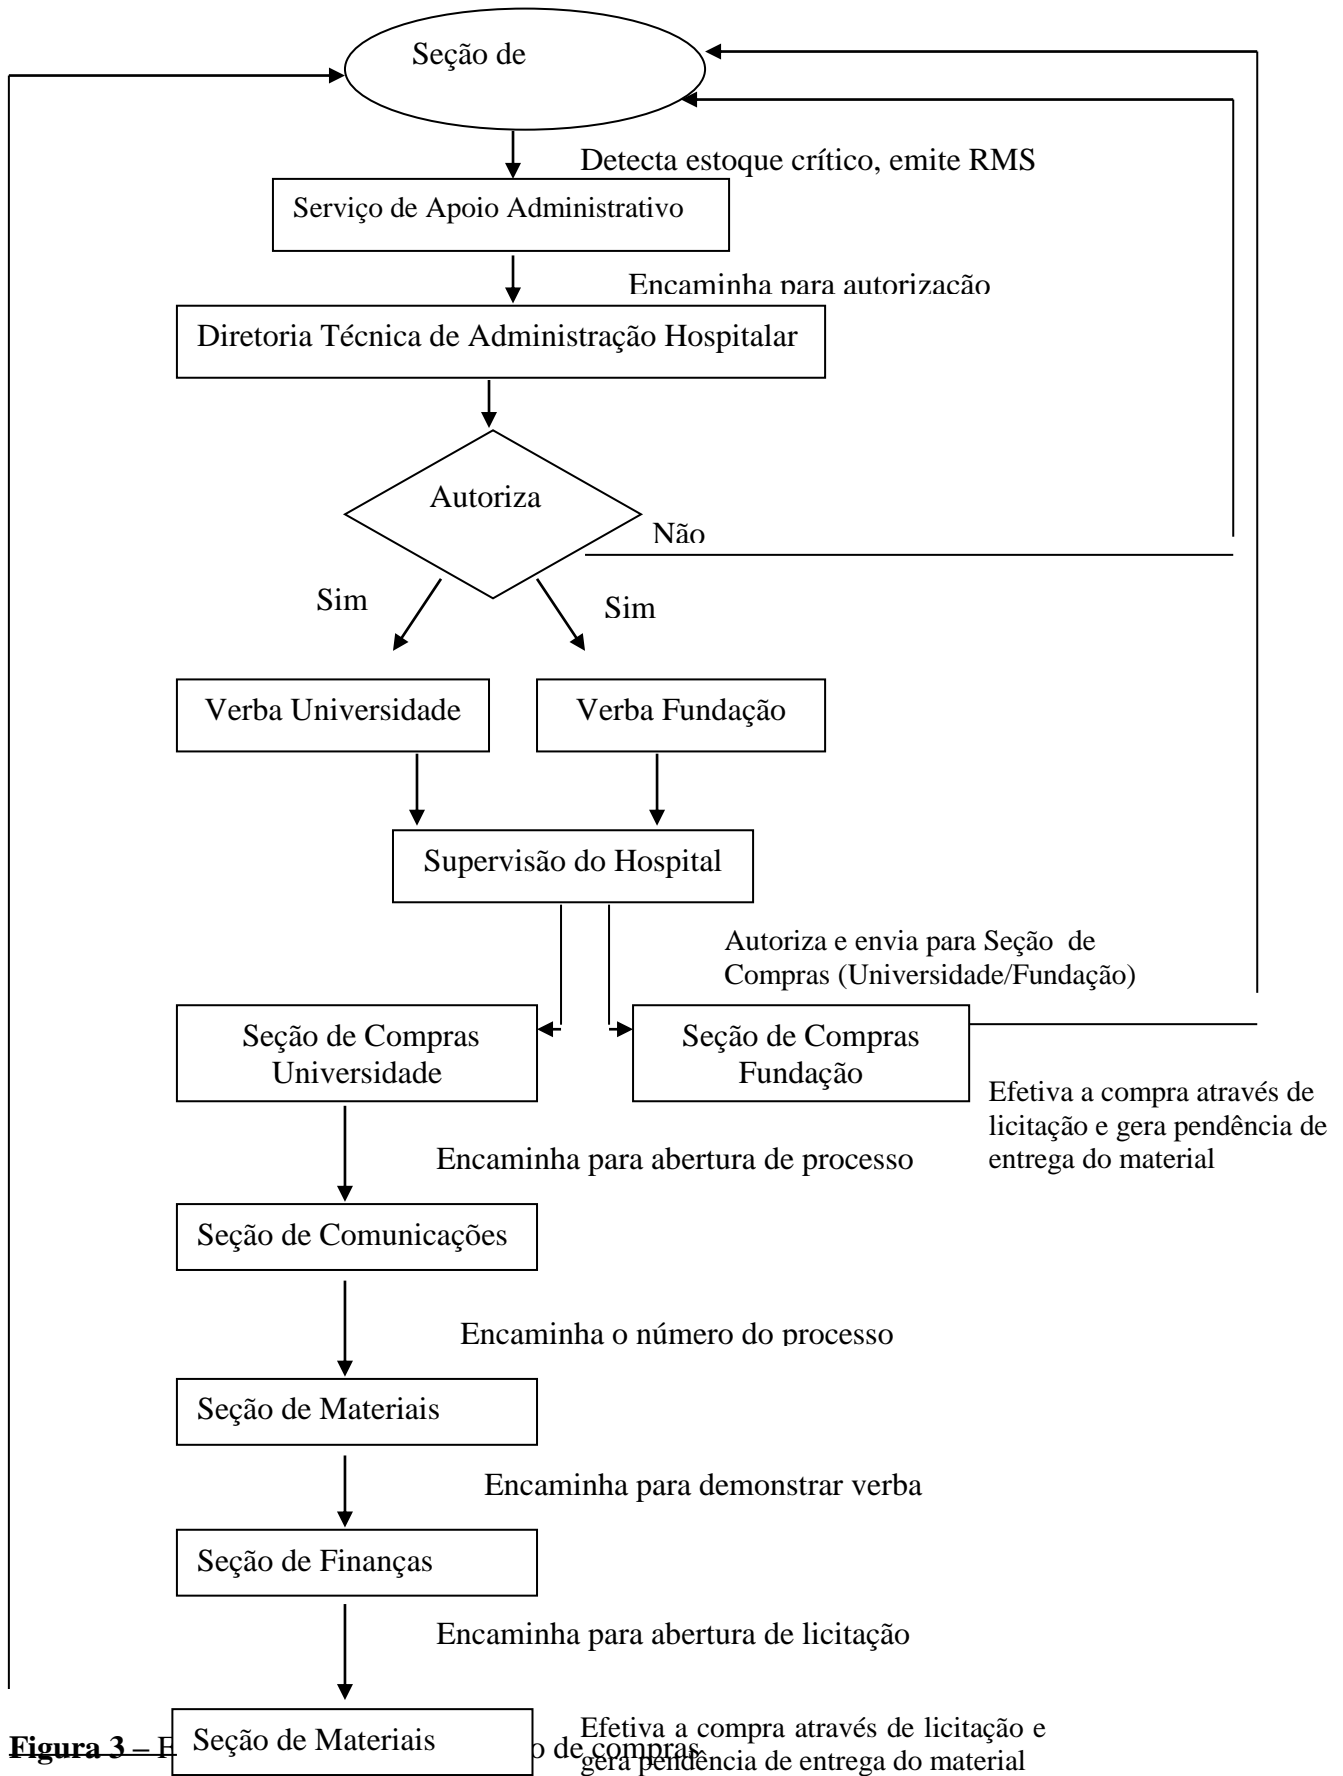 Seção de
Detecta estoque crítico, emite RMS
Serviço de Apoio Administrativo
Encaminha para autorização
Diretoria Técnica de Administração Hospitalar
Autoriza
Não
Sim
Sim
Verba Universidade
Verba Fundação
Supervisão do Hospital
Autoriza e envia para Seção de
Compras (Universidade/Fundação)
Seção de Compras
Universidade
Seção de Compras
Fundação
Efetiva a compra através de
licitação e gera pendência de
entrega do material
Encaminha para abertura de processo
Seção de Comunicações
Encaminha o número do processo
Seção de Materiais
Encaminha para demonstrar verba
Seção de Finanças
Encaminha para abertura de licitação
Seção de Materiais
Efetiva a compra através de licitação e
gera pendência de entrega do material
Figura 3 – de compras